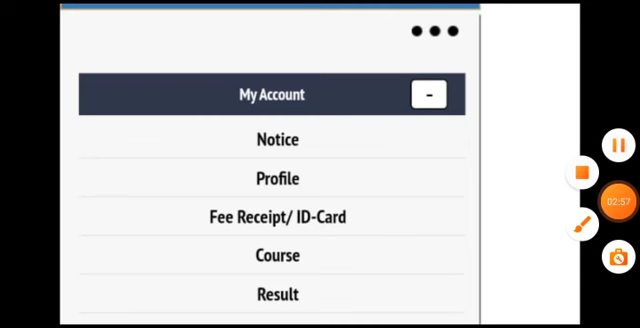 My Account
-
Notice
Profile
Fee Receipt/ ID-Card
02:57
Course
Result